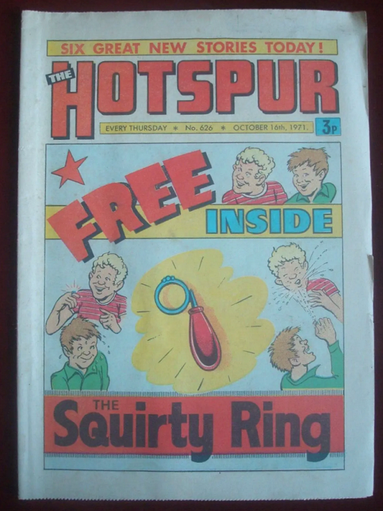 SIX GREAT NEW STORIES TODAY!
THE HOTSPUR
EVERY THURSDAY * No. 626 * OCTOBER 16th, 1971. 3p
FREE
INSIDE
THE
Squirty Ring